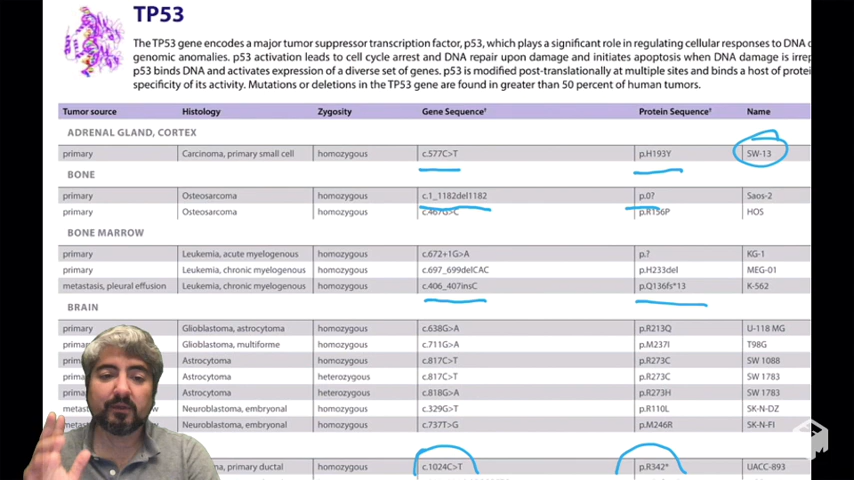 TP53
The TP53 gene encodes a major tumor suppressor transcription factor, p53, which plays a significant role in regulating cellular responses to DNA
genomic anomalies. p53 activation leads to cell cycle arrest and DNA repair upon damage and initiates apoptosis when DNA damage is irrep
p53 binds DNA and activates expression of a diverse set of genes. p53 is modified post-translationally at multiple sites and binds a host of protei
specificity of its activity. Mutations or deletions in the TP53 gene are found in greater than 50 percent of human tumors.
Tumor source Histology Zygosity Gene Sequence† Protein Sequence† Name
ADRENAL GLAND, CORTEX
primary Carcinoma, primary small cell homozygous c.577C>T p.H193Y SW-13
BONE
primary Osteosarcoma homozygous c.1_1182del1182 p.0? Saos-2
primary Osteosarcoma homozygous c.467G>C p.R156P HOS
BONE MARROW
primary Leukemia, acute myelogenous homozygous c.672+1G>A p.? KG-1
primary Leukemia, chronic myelogenous homozygous c.697_699delCAC p.H233del MEG-01
metastasis, pleural effusion Leukemia, chronic myelogenous homozygous c.406_407insC p.Q136fs*13 K-562
BRAIN
primary Glioblastoma, astrocytoma homozygous c.638G>A p.R213Q U-118 MG
primar Glioblastoma, multiforme homozygous c.711G>A p.M237I T98G
prima Astrocytoma homozygous c.817C>T p.R273C SW 1088
prima Astrocytoma heterozygous c.817C>T p.R273C SW 1783
prima Astrocytoma heterozygous c.818G>A p.R273H SW 1783
metast Neuroblastoma, embryonal homozygous c.329G>T p.R110L SK-N-DZ
metast Neuroblastoma, embryonal homozygous c.737T>G p.M246R SK-N-FI
ma, primary ductal homozygous c.1024C>T p.R342* UACC-893